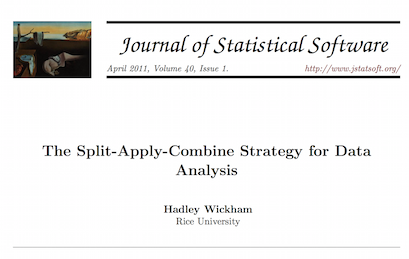 Journal of Statistical Software
April 2011, Volume 40, Issue 1.
http://www.jstatsoft.org/
The Split-Apply-Combine Strategy for Data
Analysis
Hadley Wickham
Rice University